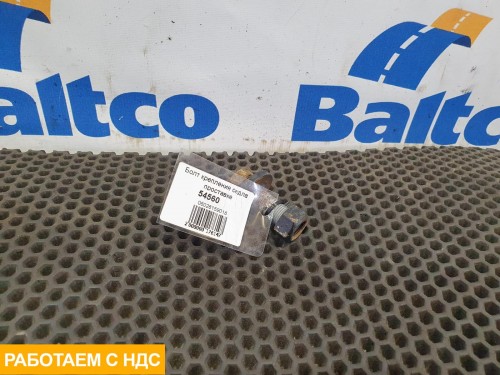 Baltco
Baltco
Болт крепления седла
проставка
54560
РАБОТАЕМ С НДС